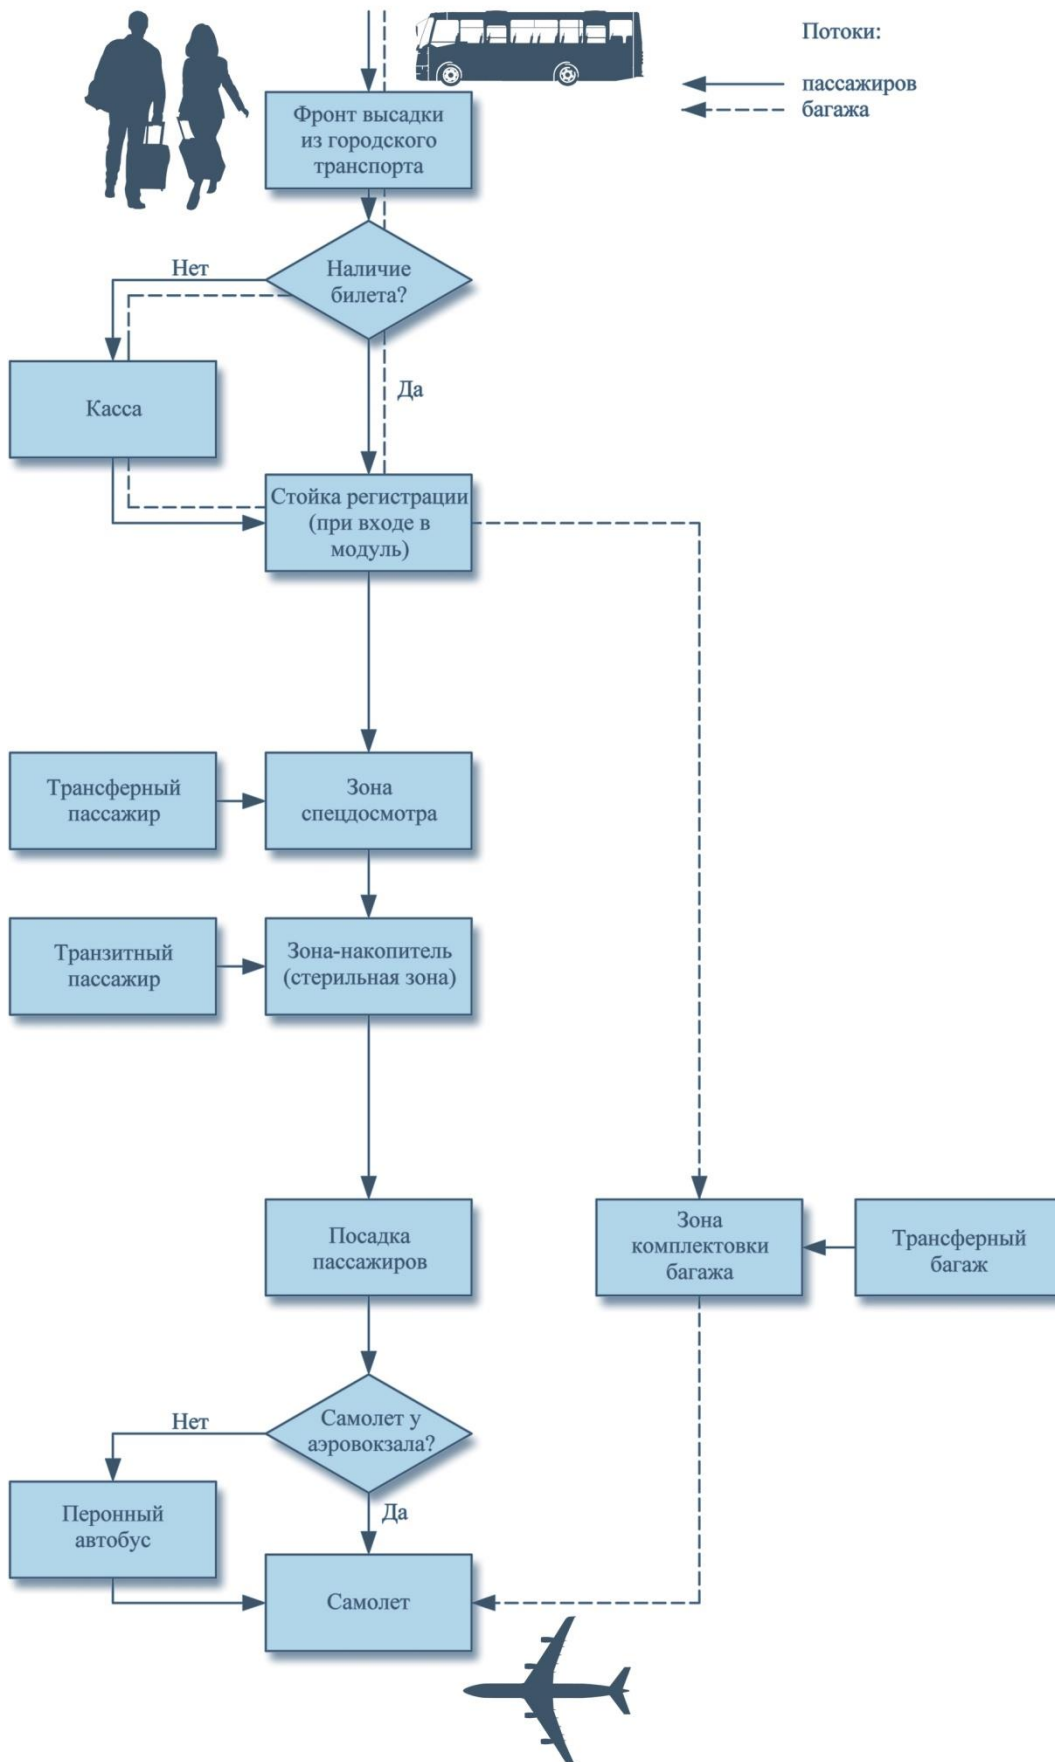 Потоки:
пассажиров
багажа
Фронт высадки
из городского
транспорта
Наличие
билета?
Нет
Да
Касса
Стойка регистрации
(при входе в
модуль)
Трансферный
пассажир
Зона
спецдосмотра
Транзитный
пассажир
Зона-накопитель
(стерильная зона)
Посадка
пассажиров
Зона
комплектовки
багажа
Трансферный
багаж
Самолет у
аэровокзала?
Нет
Да
Перонный
автобус
Самолет